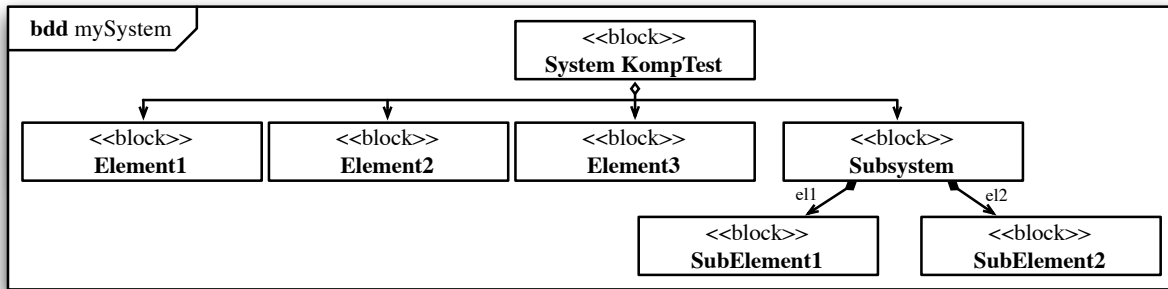 bdd mySystem
<<block>>
System KompTest
<<block>>
Element1
<<block>>
Element2
<<block>>
Element3
<<block>>
Subsystem
el1
el2
<<block>>
SubElement1
<<block>>
SubElement2